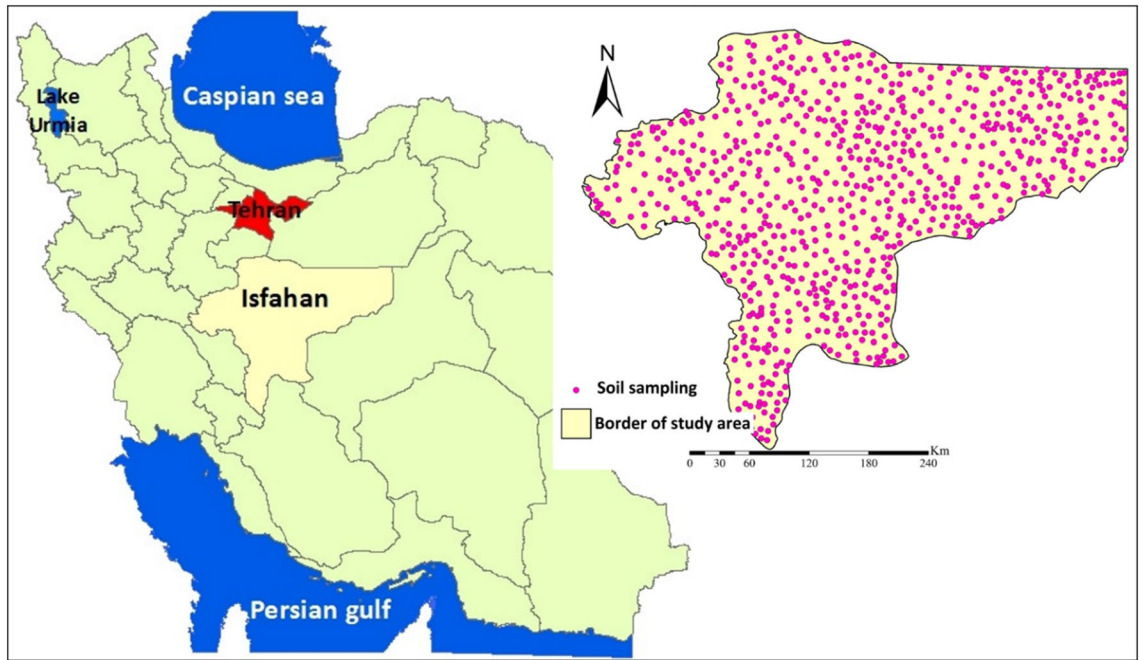 Lake
Urmia
Caspian sea
Tehran
Isfahan
Persian gulf
N
Soil sampling
Border of study area
Km
0 30 60 120 180 240